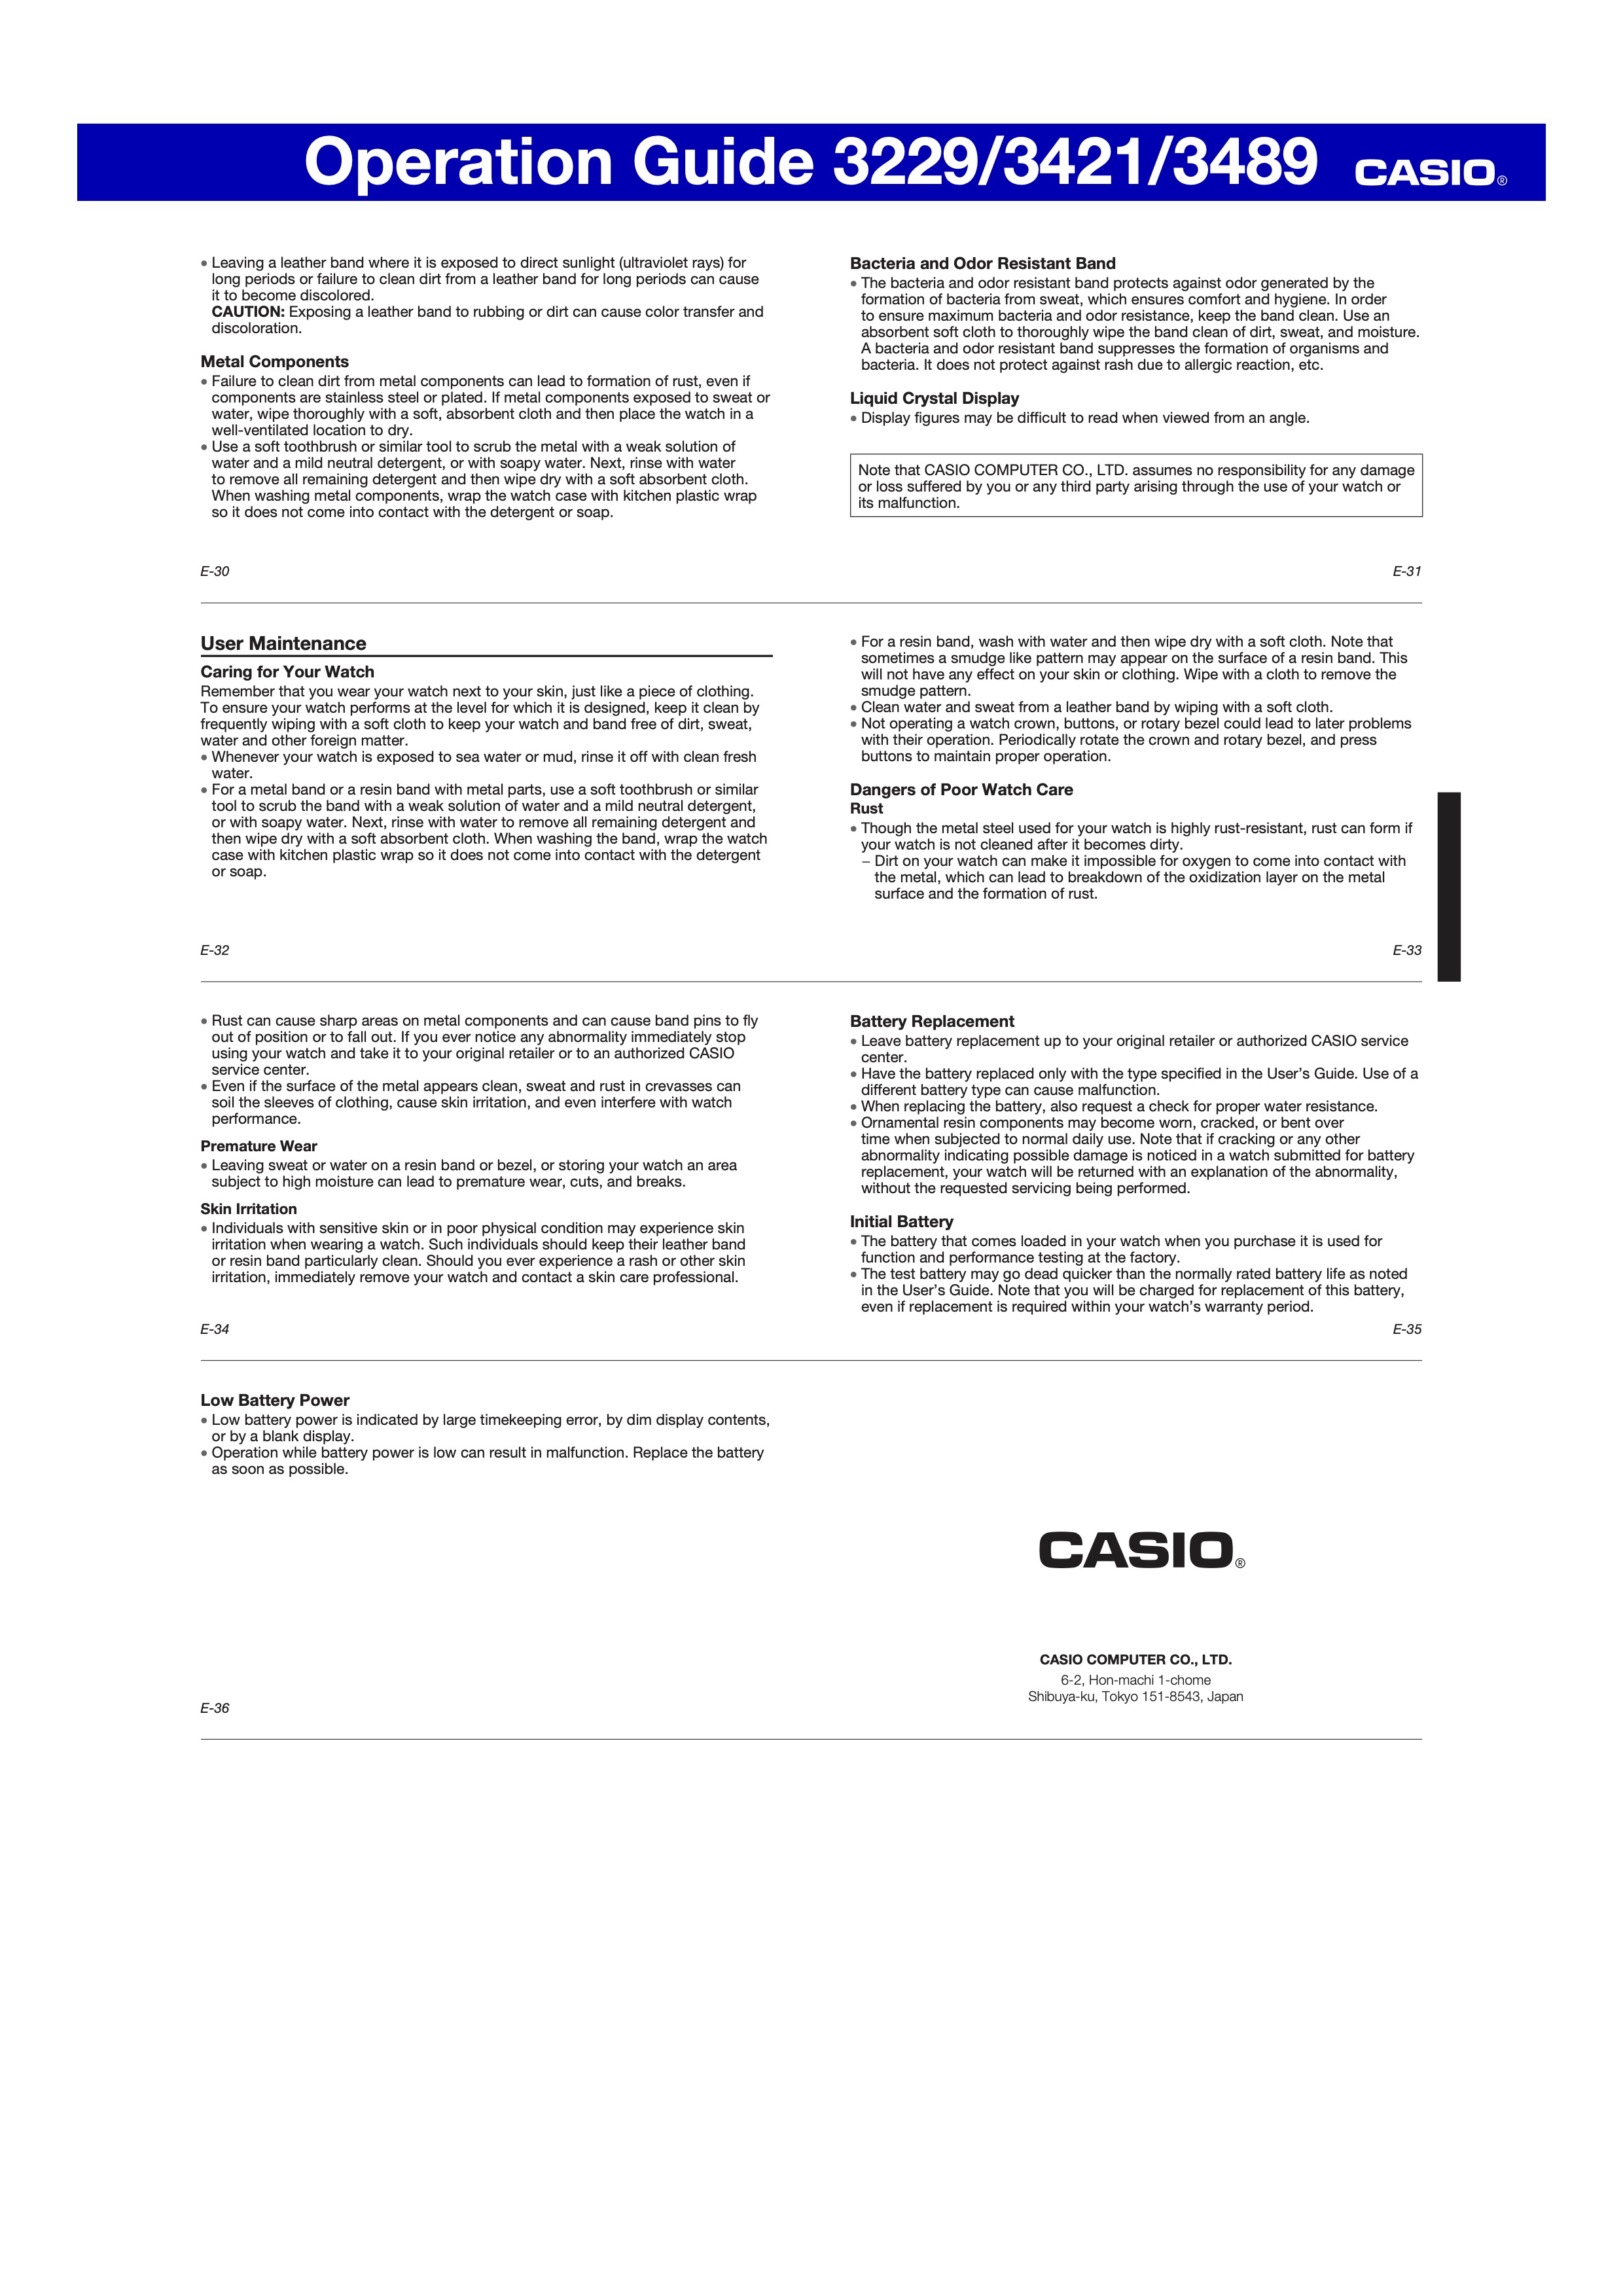 Operation Guide 3229/3421/3489 CASIO®
• Leaving a leather band where it is exposed to direct sunlight (ultraviolet rays) for
long periods or failure to clean dirt from a leather band for long periods can cause
it to become discolored.
CAUTION: Exposing a leather band to rubbing or dirt can cause color transfer and
discoloration.
Metal Components
• Failure to clean dirt from metal components can lead to formation of rust, even if
components are stainless steel or plated. If metal components exposed to sweat or
water, wipe thoroughly with a soft, absorbent cloth and then place the watch in a
well-ventilated location to dry.
• Use a soft toothbrush or similar tool to scrub the metal with a weak solution of
water and a mild neutral detergent, or with soapy water. Next, rinse with water
to remove all remaining detergent and then wipe dry with a soft absorbent cloth.
When washing metal components, wrap the watch case with kitchen plastic wrap
so it does not come into contact with the detergent or soap.
E-30
Bacteria and Odor Resistant Band
• The bacteria and odor resistant band protects against odor generated by the
formation of bacteria from sweat, which ensures comfort and hygiene. In order
to ensure maximum bacteria and odor resistance, keep the band clean. Use an
absorbent soft cloth to thoroughly wipe the band clean of dirt, sweat, and moisture.
A bacteria and odor resistant band suppresses the formation of organisms and
bacteria. It does not protect against rash due to allergic reaction, etc.
Liquid Crystal Display
• Display figures may be difficult to read when viewed from an angle.
Note that CASIO COMPUTER CO., LTD. assumes no responsibility for any damage
or loss suffered by you or any third party arising through the use of your watch or
its malfunction.
E-31
User Maintenance
Caring for Your Watch
Remember that you wear your watch next to your skin, just like a piece of clothing.
To ensure your watch performs at the level for which it is designed, keep it clean by
frequently wiping with a soft cloth to keep your watch and band free of dirt, sweat,
water and other foreign matter.
• Whenever your watch is exposed to sea water or mud, rinse it off with clean fresh
water.
• For a metal band or a resin band with metal parts, use a soft toothbrush or similar
tool to scrub the band with a weak solution of water and a mild neutral detergent,
or with soapy water. Next, rinse with water to remove all remaining detergent and
then wipe dry with a soft absorbent cloth. When washing the band, wrap the watch
case with kitchen plastic wrap so it does not come into contact with the detergent
or soap.
E-32
• For a resin band, wash with water and then wipe dry with a soft cloth. Note that
sometimes a smudge like pattern may appear on the surface of a resin band. This
will not have any effect on your skin or clothing. Wipe with a cloth to remove the
smudge pattern.
• Clean water and sweat from a leather band by wiping with a soft cloth.
• Not operating a watch crown, buttons, or rotary bezel could lead to later problems
with their operation. Periodically rotate the crown and rotary bezel, and press
buttons to maintain proper operation.
Dangers of Poor Watch Care
Rust
• Though the metal steel used for your watch is highly rust-resistant, rust can form if
your watch is not cleaned after it becomes dirty.
– Dirt on your watch can make it impossible for oxygen to come into contact with
the metal, which can lead to breakdown of the oxidization layer on the metal
surface and the formation of rust.
E-33
• Rust can cause sharp areas on metal components and can cause band pins to fly
out of position or to fall out. If you ever notice any abnormality immediately stop
using your watch and take it to your original retailer or to an authorized CASIO
service center.
• Even if the surface of the metal appears clean, sweat and rust in crevasses can
soil the sleeves of clothing, cause skin irritation, and even interfere with watch
performance.
Premature Wear
• Leaving sweat or water on a resin band or bezel, or storing your watch an area
subject to high moisture can lead to premature wear, cuts, and breaks.
Skin Irritation
• Individuals with sensitive skin or in poor physical condition may experience skin
irritation when wearing a watch. Such individuals should keep their leather band
or resin band particularly clean. Should you ever experience a rash or other skin
irritation, immediately remove your watch and contact a skin care professional.
E-34
Battery Replacement
• Leave battery replacement up to your original retailer or authorized CASIO service
center.
• Have the battery replaced only with the type specified in the User’s Guide. Use of a
different battery type can cause malfunction.
• When replacing the battery, also request a check for proper water resistance.
• Ornamental resin components may become worn, cracked, or bent over
time when subjected to normal daily use. Note that if cracking or any other
abnormality indicating possible damage is noticed in a watch submitted for battery
replacement, your watch will be returned with an explanation of the abnormality,
without the requested servicing being performed.
Initial Battery
• The battery that comes loaded in your watch when you purchase it is used for
function and performance testing at the factory.
• The test battery may go dead quicker than the normally rated battery life as noted
in the User’s Guide. Note that you will be charged for replacement of this battery,
even if replacement is required within your watch’s warranty period.
E-35
Low Battery Power
• Low battery power is indicated by large timekeeping error, by dim display contents,
or by a blank display.
• Operation while battery power is low can result in malfunction. Replace the battery
as soon as possible.
E-36
CASIO®
CASIO COMPUTER CO., LTD.
6-2, Hon-machi 1-chome
Shibuya-ku, Tokyo 151-8543, Japan